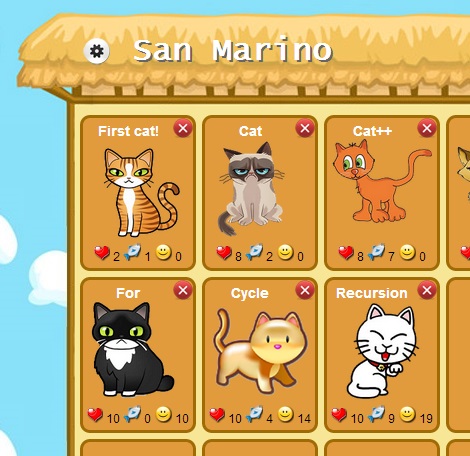 San Marino
First cat! Cat Cat++
2 1 0 8 2 0 8 7 0
For Cycle Recursion
10 0 10 10 4 14 10 9 19